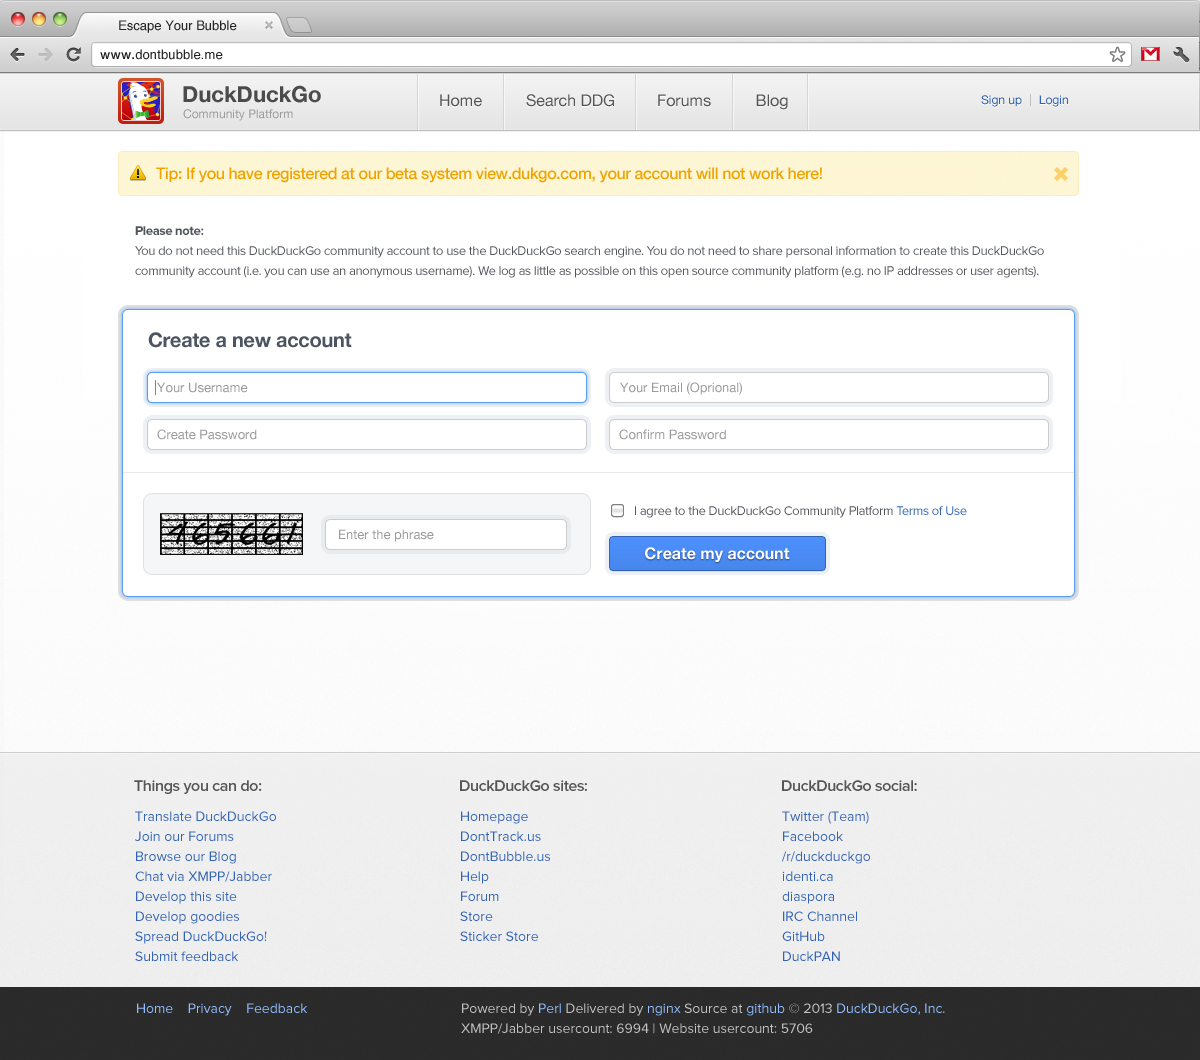 Escape Your Bubble
www.dontbubble.me
DuckDuckGo
Community Platform
Home
Search DDG
Forums
Blog
Sign up
Login
Tip: If you have registered at our beta system view.dukgo.com, your account will not work here!
Please note:
You do not need this DuckDuckGo community account to use the DuckDuckGo search engine. You do not need to share personal information to create this DuckDuckGo
community account (i.e. you can use an anonymous username). We log as little as possible on this open source community platform (e.g. no IP addresses or user agents).
Create a new account
Your Username
Your Email (Oprional)
Create Password
Confirm Password
Enter the phrase
I agree to the DuckDuckGo Community Platform Terms of Use
Create my account
Things you can do:
Translate DuckDuckGo
Join our Forums
Browse our Blog
Chat via XMPP/Jabber
Develop this site
Develop goodies
Spread DuckDuckGo!
Submit feedback
DuckDuckGo sites:
Homepage
DontTrack.us
DontBubble.us
Help
Forum
Store
Sticker Store
DuckDuckGo social:
Twitter (Team)
Facebook
/r/duckduckgo
identi.ca
diaspora
IRC Channel
GitHub
DuckPAN
Home Privacy Feedback
Powered by Perl Delivered by nginx Source at github © 2013 DuckDuckGo, Inc.
XMPP/Jabber usercount: 6994 | Website usercount: 5706